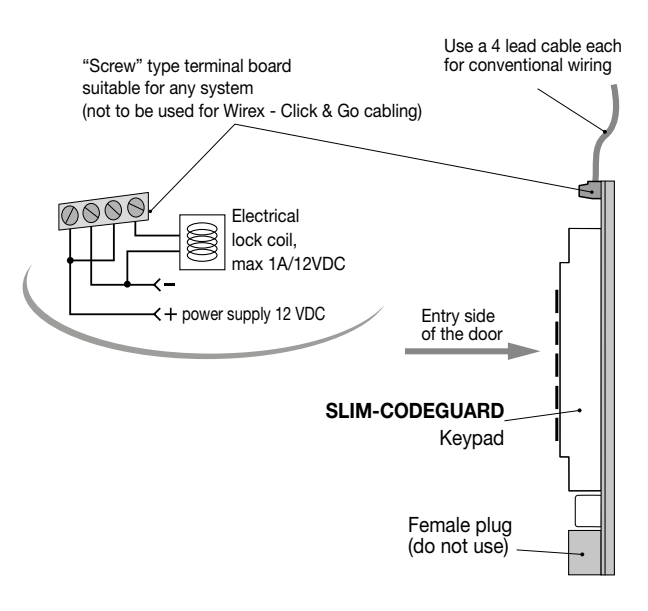 Use a 4 lead cable each
for conventional wiring
“Screw” type terminal board
suitable for any system
(not to be used for Wirex - Click & Go cabling)
Electrical
lock coil,
max 1A/12VDC
−
+ power supply 12 VDC
Entry side
of the door
SLIM-CODEGUARD
Keypad
Female plug
(do not use)